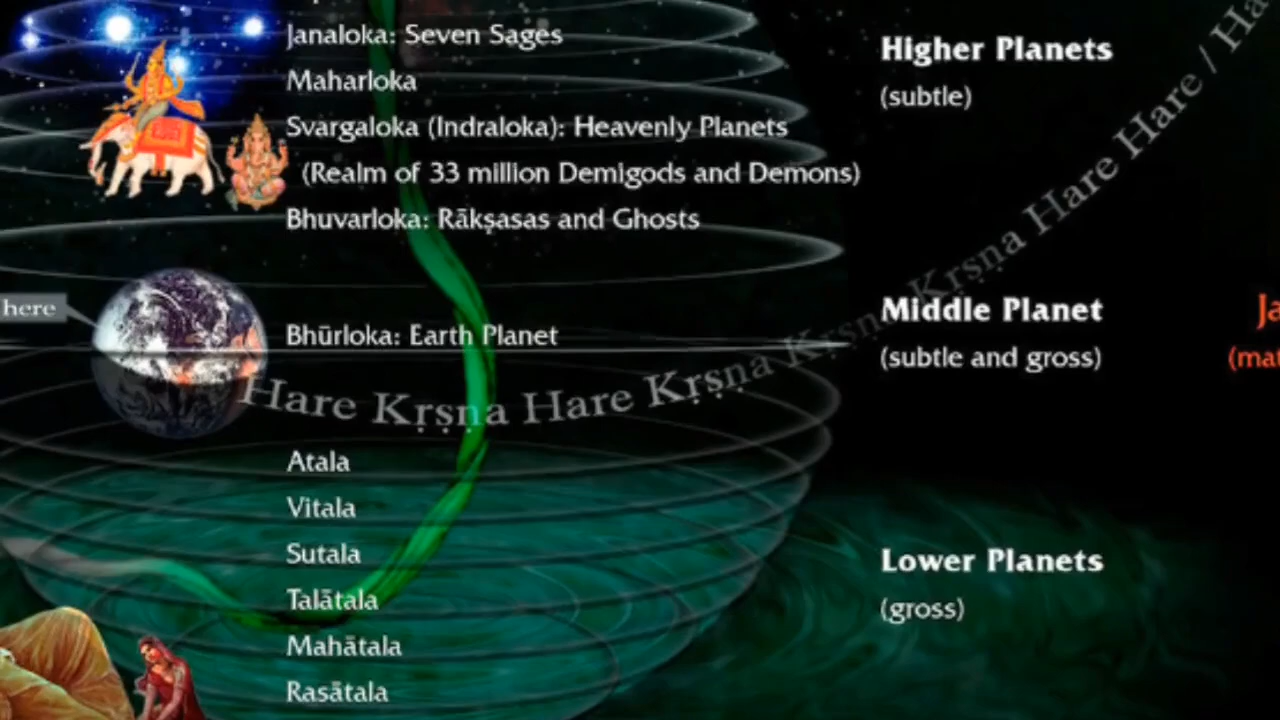 Janaloka: Seven Sages
Maharloka
Svargaloka (Indraloka): Heavenly Planets
(Realm of 33 million Demigods and Demons)
Bhuvarloka: Rākṣasas and Ghosts
Higher Planets
(subtle)
here
Bhūrloka: Earth Planet
Middle Planet
(subtle and gross)
Hare Kṛṣṇa Hare Kṛṣṇa Kṛṣṇa Kṛṣṇa Hare Hare /
Atala
Vitala
Sutala
Talātala
Mahātala
Rasātala
Lower Planets
(gross)